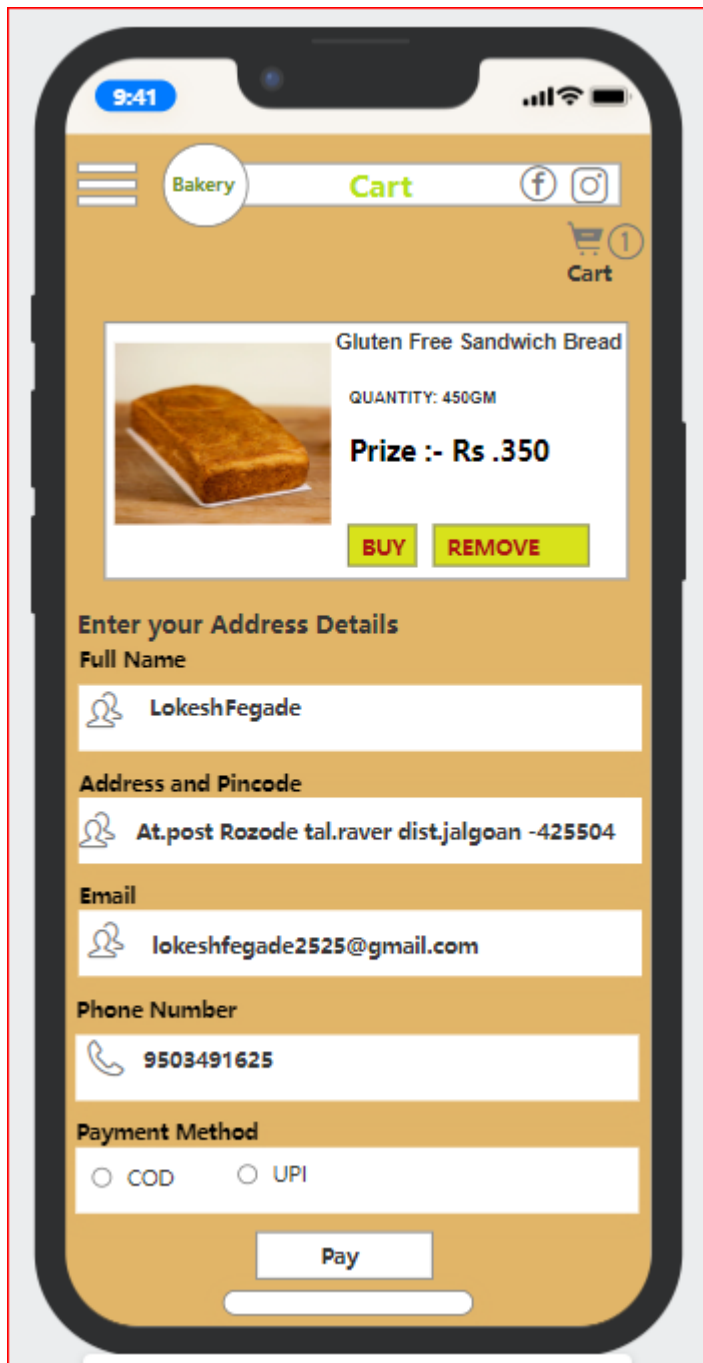 9:41
Bakery
Cart
1
Cart
Gluten Free Sandwich Bread
QUANTITY: 450GM
Prize :- Rs .350
BUY
REMOVE
Enter your Address Details
Full Name
LokeshFegade
Address and Pincode
At.post Rozode tal.raver dist.jalgoan -425504
Email
lokeshfegade2525@gmail.com
Phone Number
9503491625
Payment Method
COD
UPI
Pay